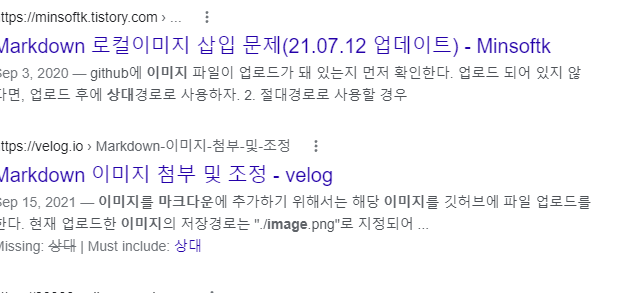 ttps://minsoftk.tistory.com › ...
Markdown 로컬이미지 삽입 문제(21.07.12 업데이트) - Minsoftk
Sep 3, 2020 — github에 이미지 파일이 업로드가 돼 있는지 먼저 확인한다. 업로드 되어 있지 않
다면, 업로드 후에 상대경로로 사용하자. 2. 절대경로로 사용할 경우
ttps://velog.io › Markdown-이미지-첨부-및-조정
Markdown 이미지 첨부 및 조정 - velog
Sep 15, 2021 — 이미지를 마크다운에 추가하기 위해서는 해당 이미지를 깃허브에 파일 업로드를
한다. 현재 업로드한 이미지의 저장경로는 "./image.png"로 지정되어 ...
Missing: 상대 | Must include: 상대